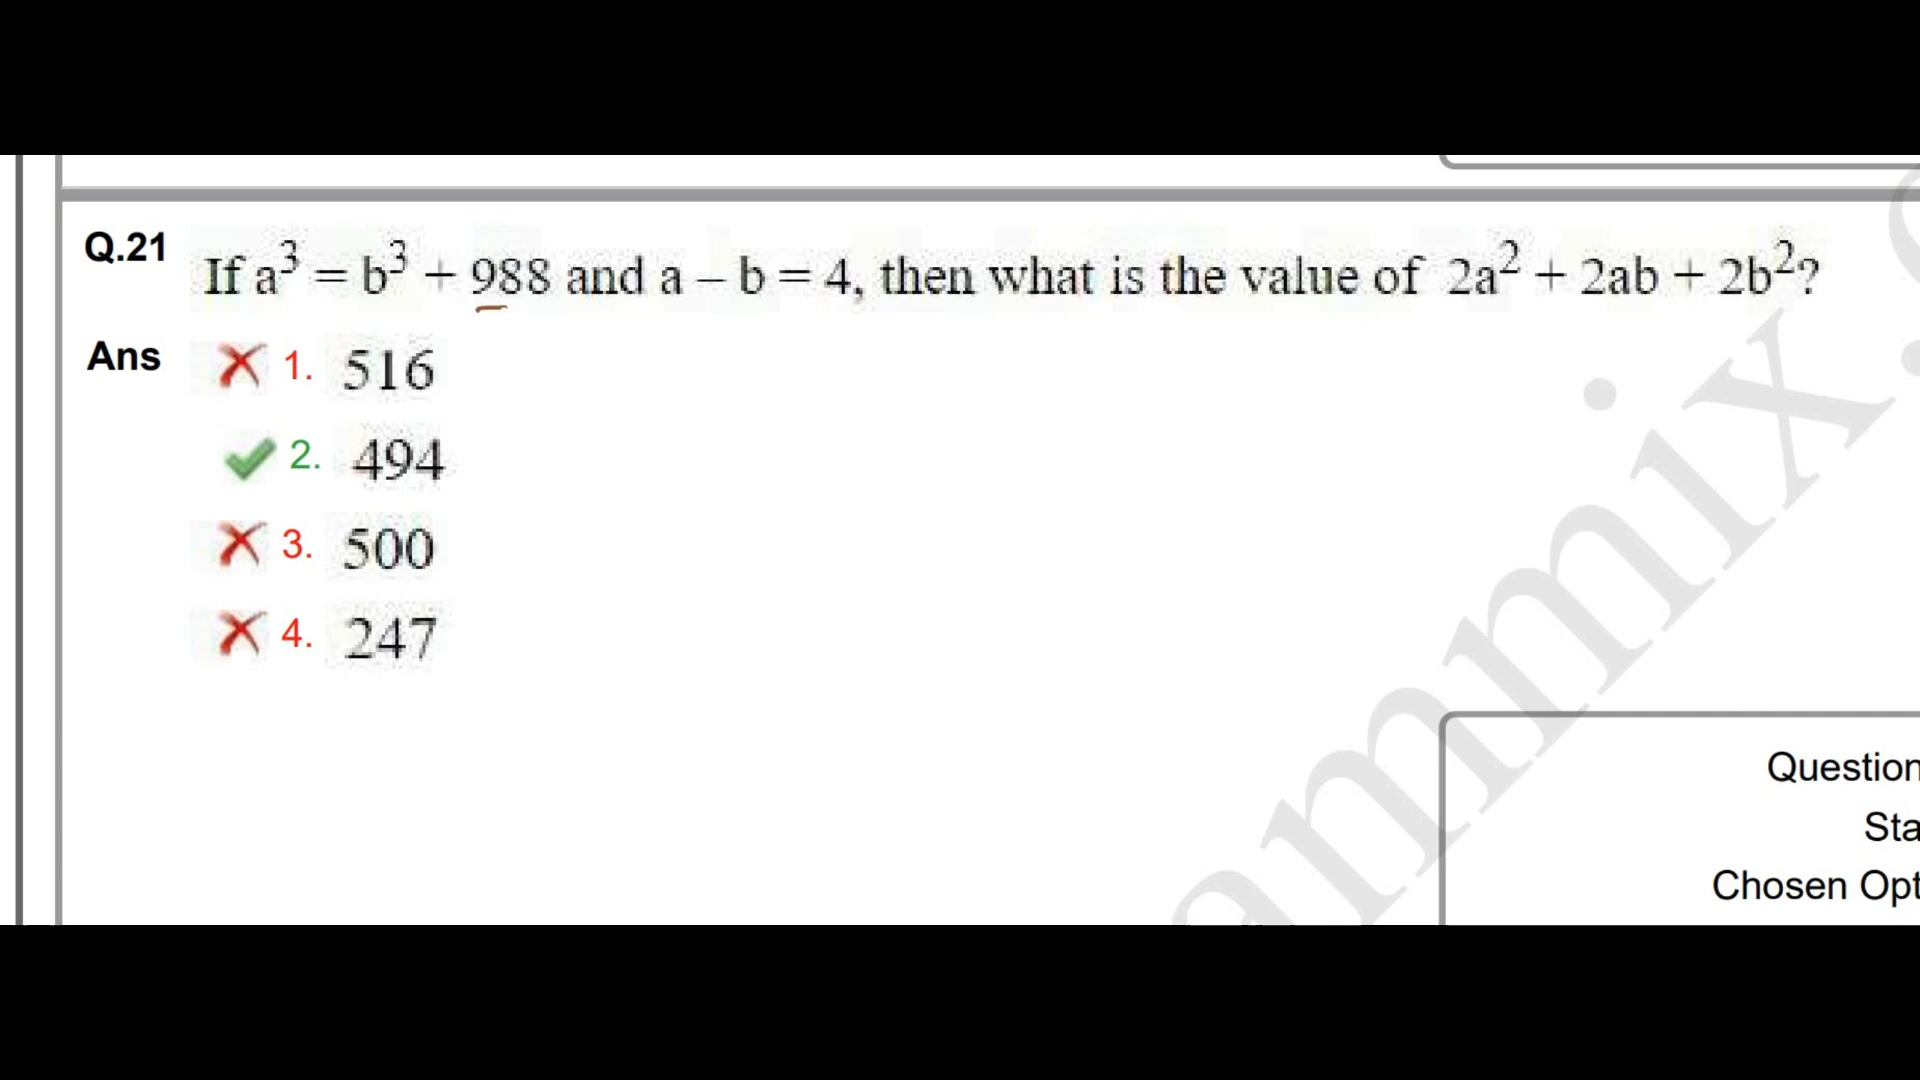 Q.21 If a³ = b³ + 988 and a – b = 4, then what is the value of 2a² + 2ab + 2b²?
Ans 1. 516
2. 494
3. 500
4. 247
Question
Sta
Chosen Opt
ammix.